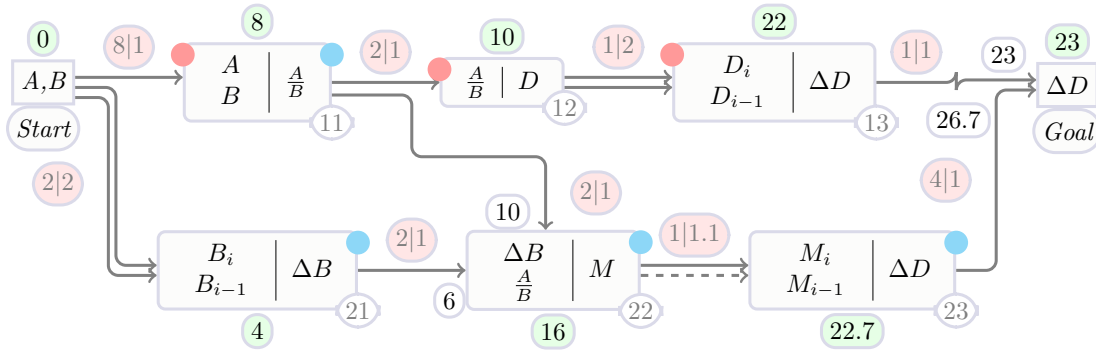 0
8
10
22
23
23
8|1
2|1
1|2
1|1
A,B
A
B
A/B
A/B
D
D_i
D_{i-1}
ΔD
ΔD
Start
11
12
13
26.7
Goal
2|2
10
2|1
4|1
2|1
1|1.1
B_i
B_{i-1}
ΔB
ΔB
A/B
M
M_i
M_{i-1}
ΔD
6
21
22
23
4
16
22.7